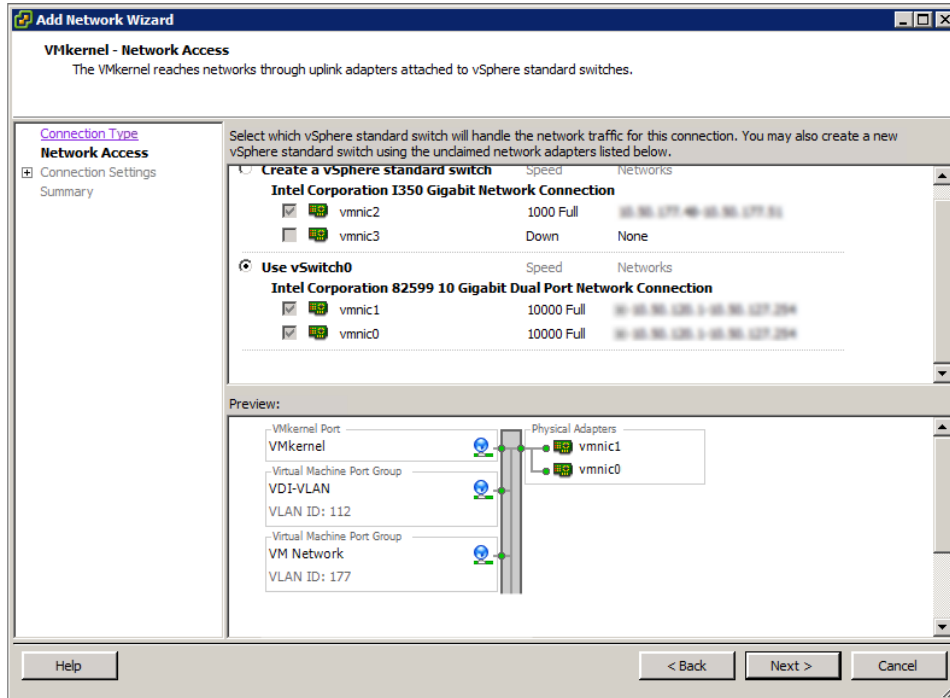 Add Network Wizard
VMkernel - Network Access
The VMkernel reaches networks through uplink adapters attached to vSphere standard switches.
Connection Type
Network Access
Connection Settings
Summary
Select which vSphere standard switch will handle the network traffic for this connection. You may also create a new
vSphere standard switch using the unclaimed network adapters listed below.
Create a vSphere standard switch Speed Networks
Intel Corporation I350 Gigabit Network Connection
vmnic2 1000 Full
vmnic3 Down None
Use vSwitch0 Speed Networks
Intel Corporation 82599 10 Gigabit Dual Port Network Connection
vmnic1 10000 Full
vmnic0 10000 Full
Preview:
VMkernel Port
VMkernel
Physical Adapters
vmnic1
vmnic0
Virtual Machine Port Group
VDI-VLAN
VLAN ID: 112
Virtual Machine Port Group
VM Network
VLAN ID: 177
Help
< Back
Next >
Cancel